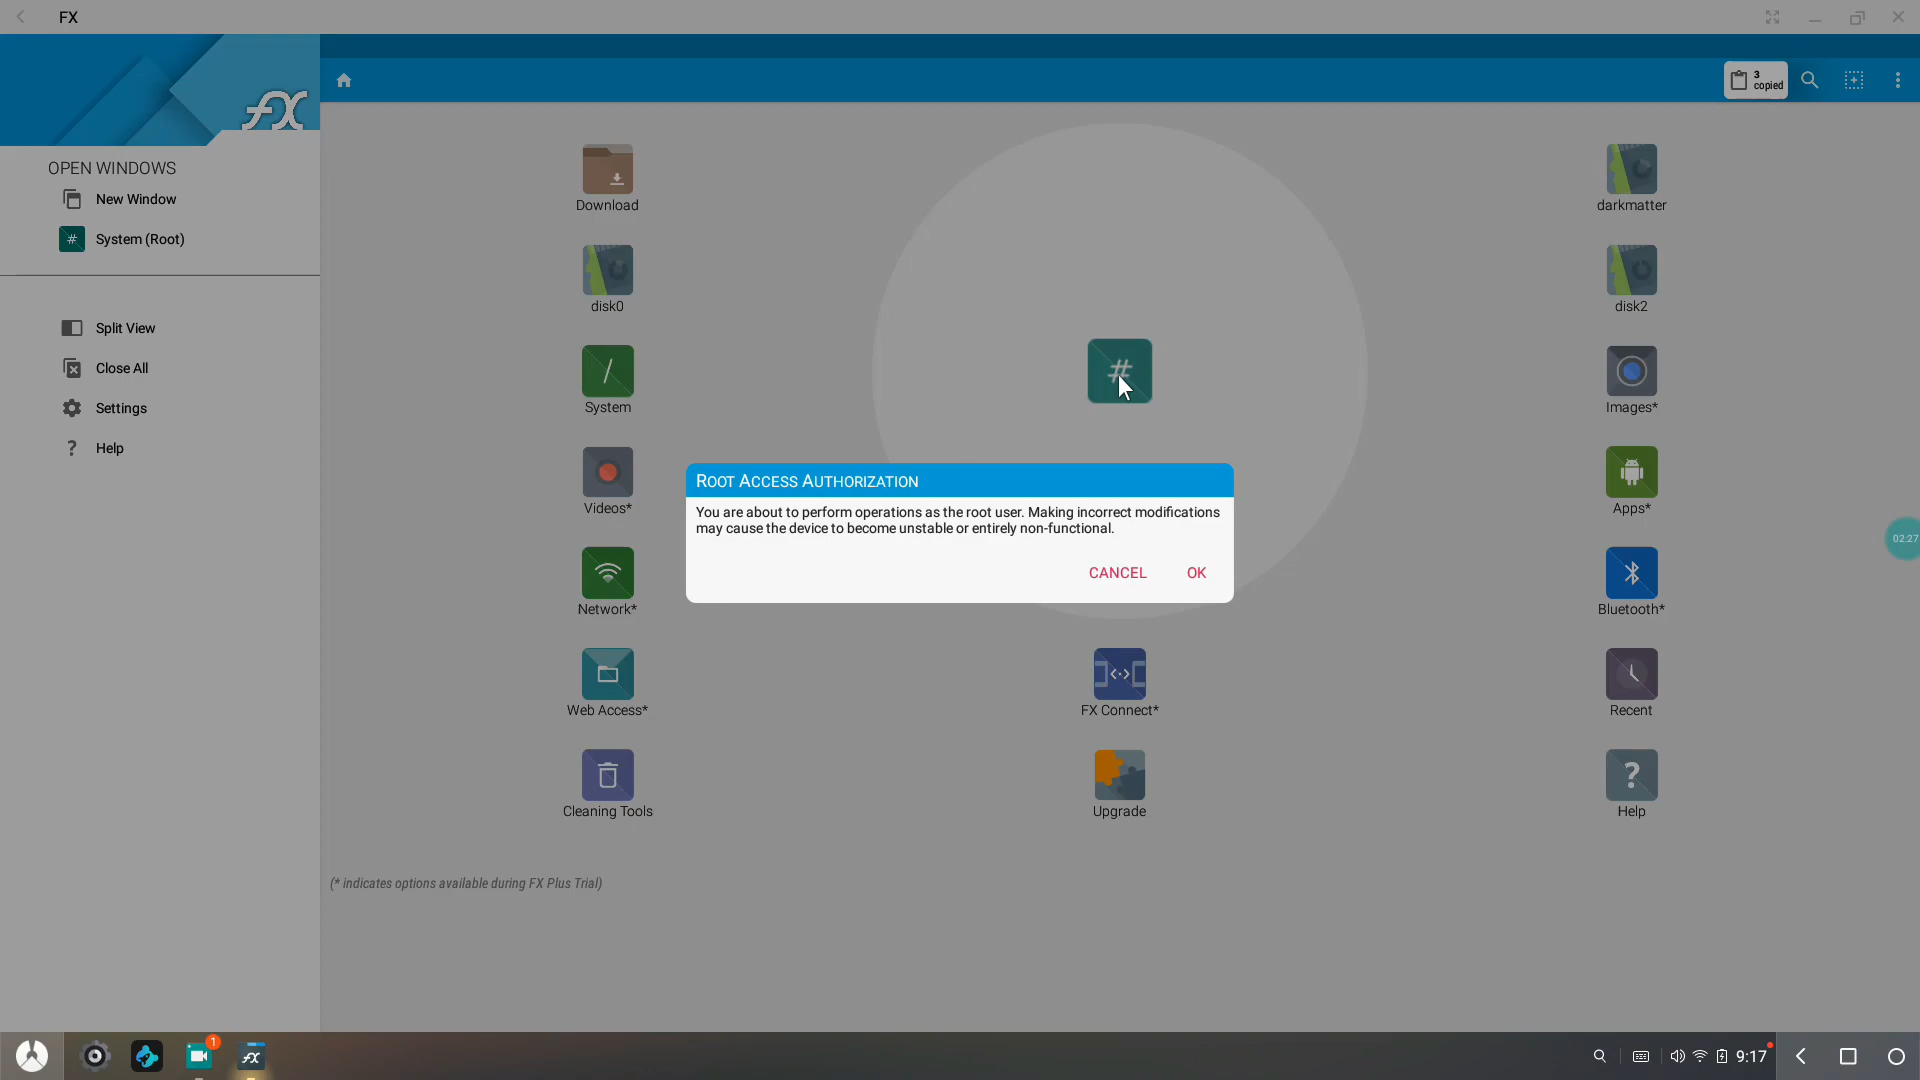 FX
fX
3
copied
OPEN WINDOWS
New Window
# System (Root)
Split View
Close All
Settings
? Help
Download
darkmatter
disk0
disk2
/
System
#
Images*
Videos*
Apps*
ROOT ACCESS AUTHORIZATION
You are about to perform operations as the root user. Making incorrect modifications
may cause the device to become unstable or entirely non-functional.
CANCEL OK
Network*
Bluetooth*
02:27
Web Access*
FX Connect*
Recent
Cleaning Tools
Upgrade
?
Help
(* indicates options available during FX Plus Trial)
1
fX
9:17